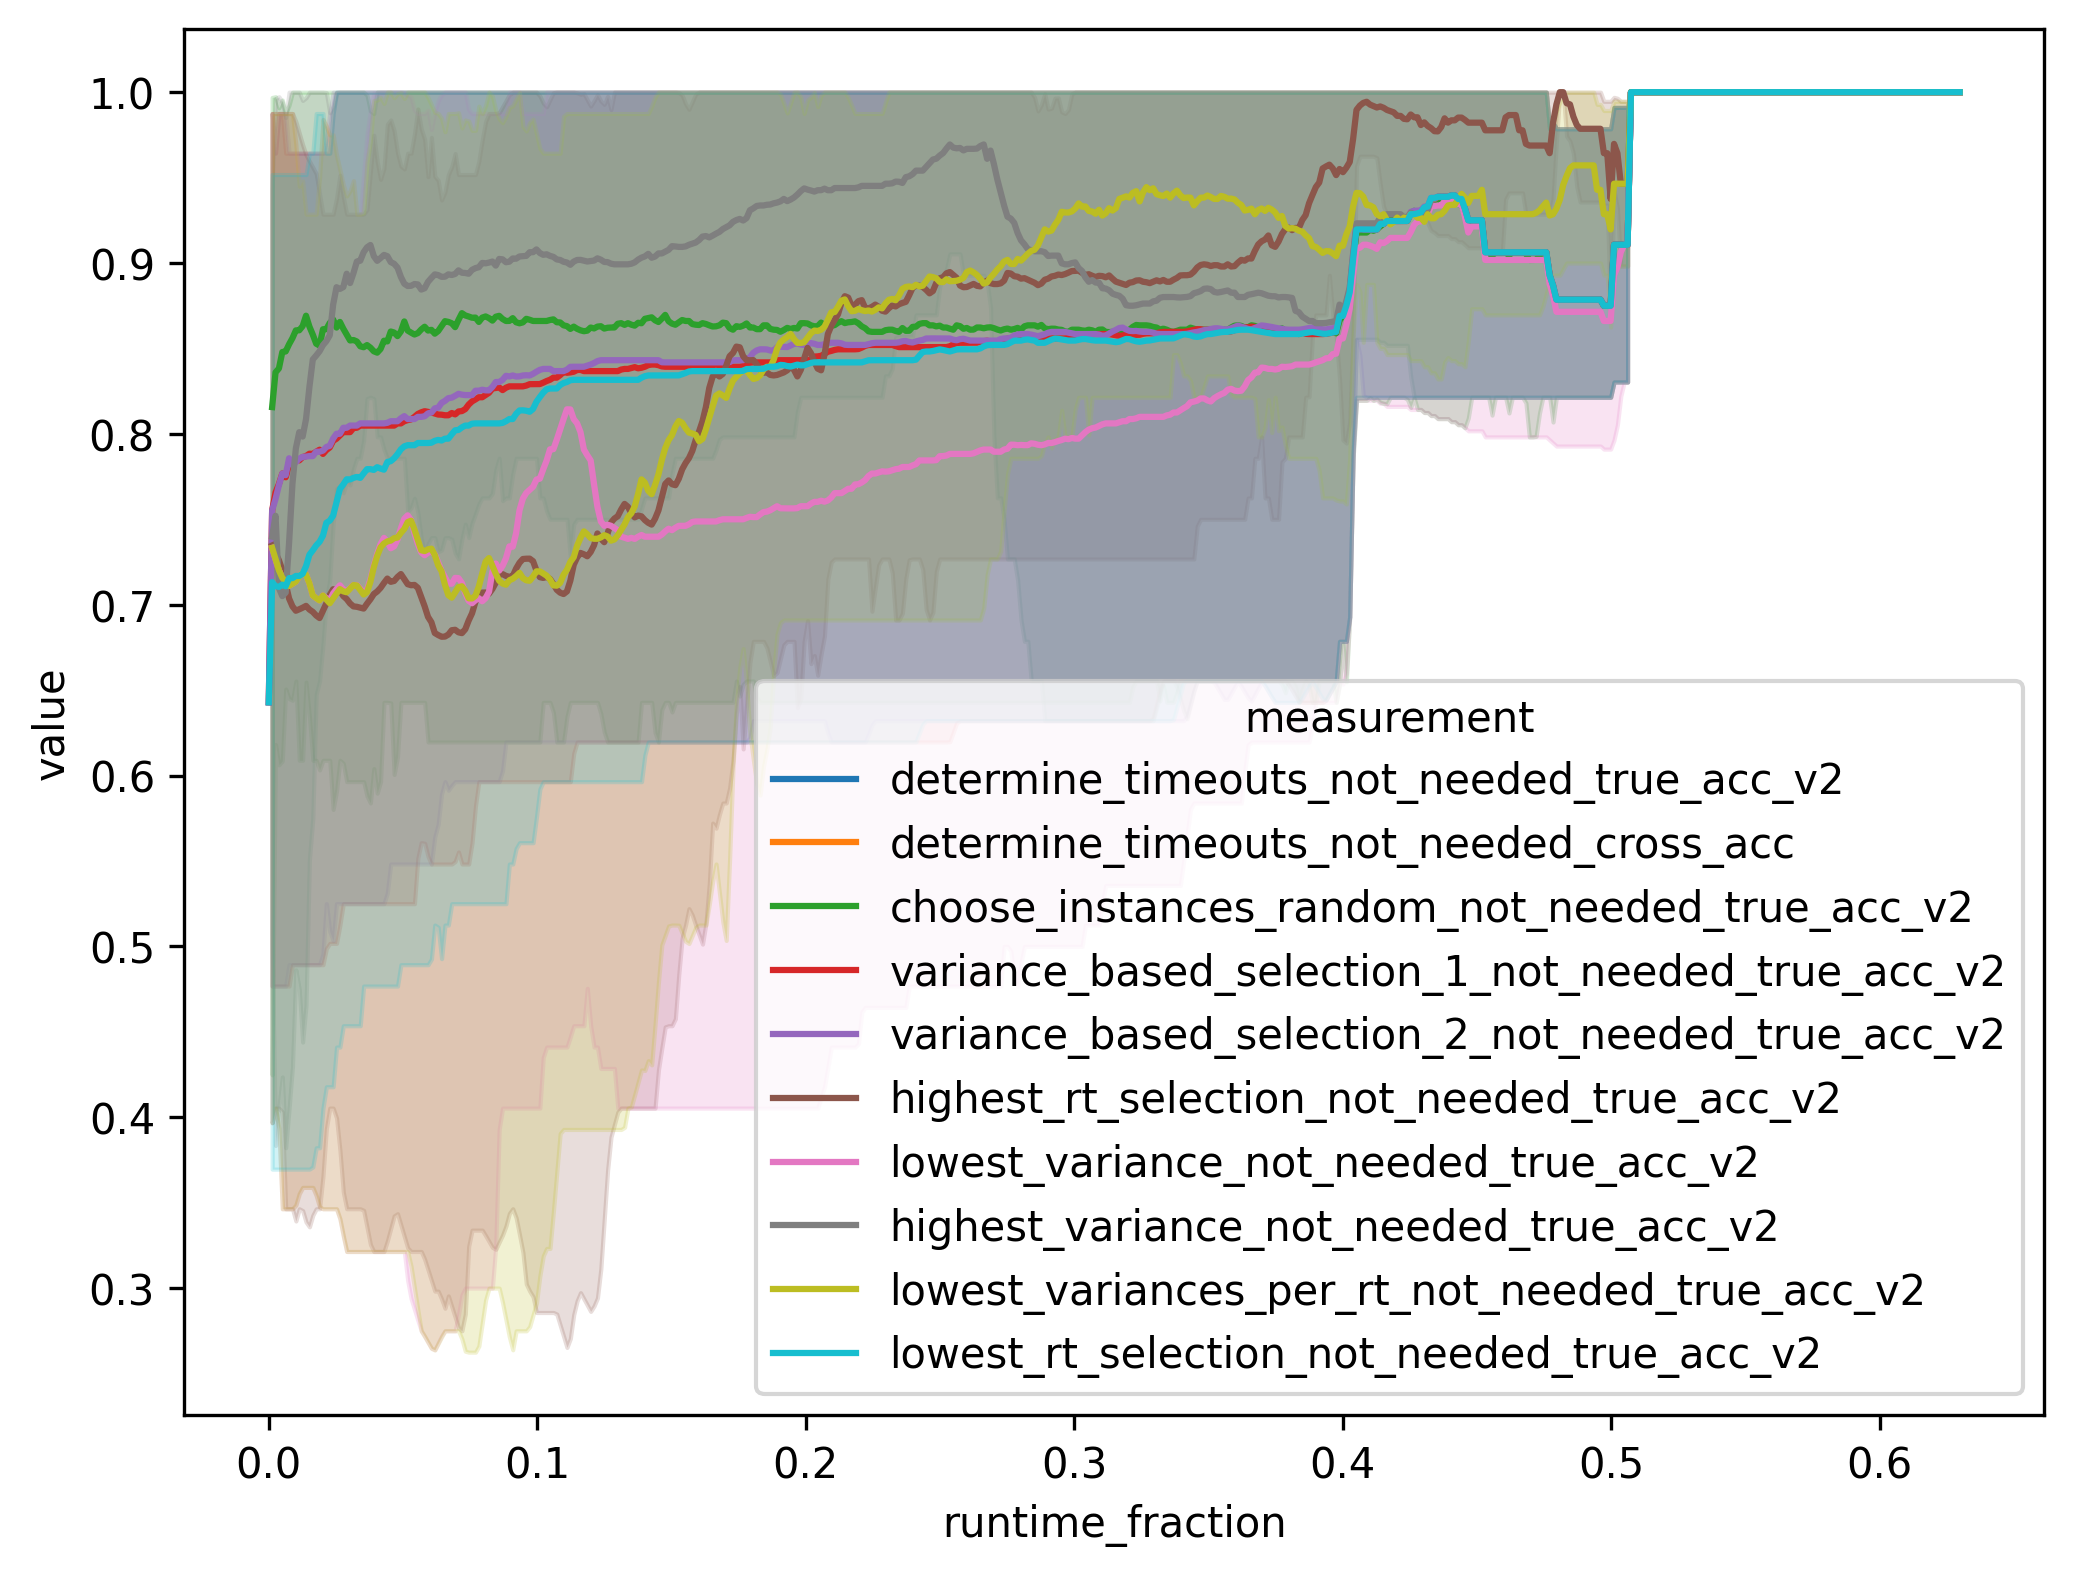 1.0
0.9
0.8
0.7
0.6
0.5
0.4
0.3
value
measurement
determine_timeouts_not_needed_true_acc_v2
determine_timeouts_not_needed_cross_acc
choose_instances_random_not_needed_true_acc_v2
variance_based_selection_1_not_needed_true_acc_v2
variance_based_selection_2_not_needed_true_acc_v2
highest_rt_selection_not_needed_true_acc_v2
lowest_variance_not_needed_true_acc_v2
highest_variance_not_needed_true_acc_v2
lowest_variances_per_rt_not_needed_true_acc_v2
lowest_rt_selection_not_needed_true_acc_v2
0.0 0.1 0.2 0.3 0.4 0.5 0.6
runtime_fraction